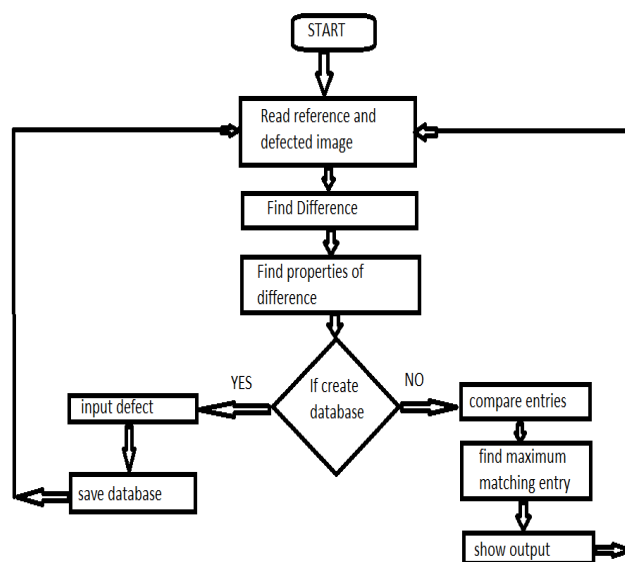 START
Read reference and
defected image
Find Difference
Find properties of
difference
If create
database
YES
NO
input defect
save database
compare entries
find maximum
matching entry
show output